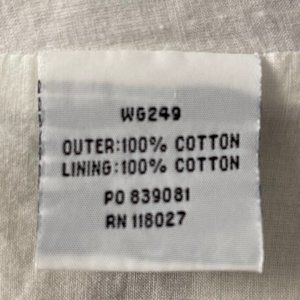 WG249
OUTER:100% COTTON
LINING:100% COTTON
PO 839081
RN 118027